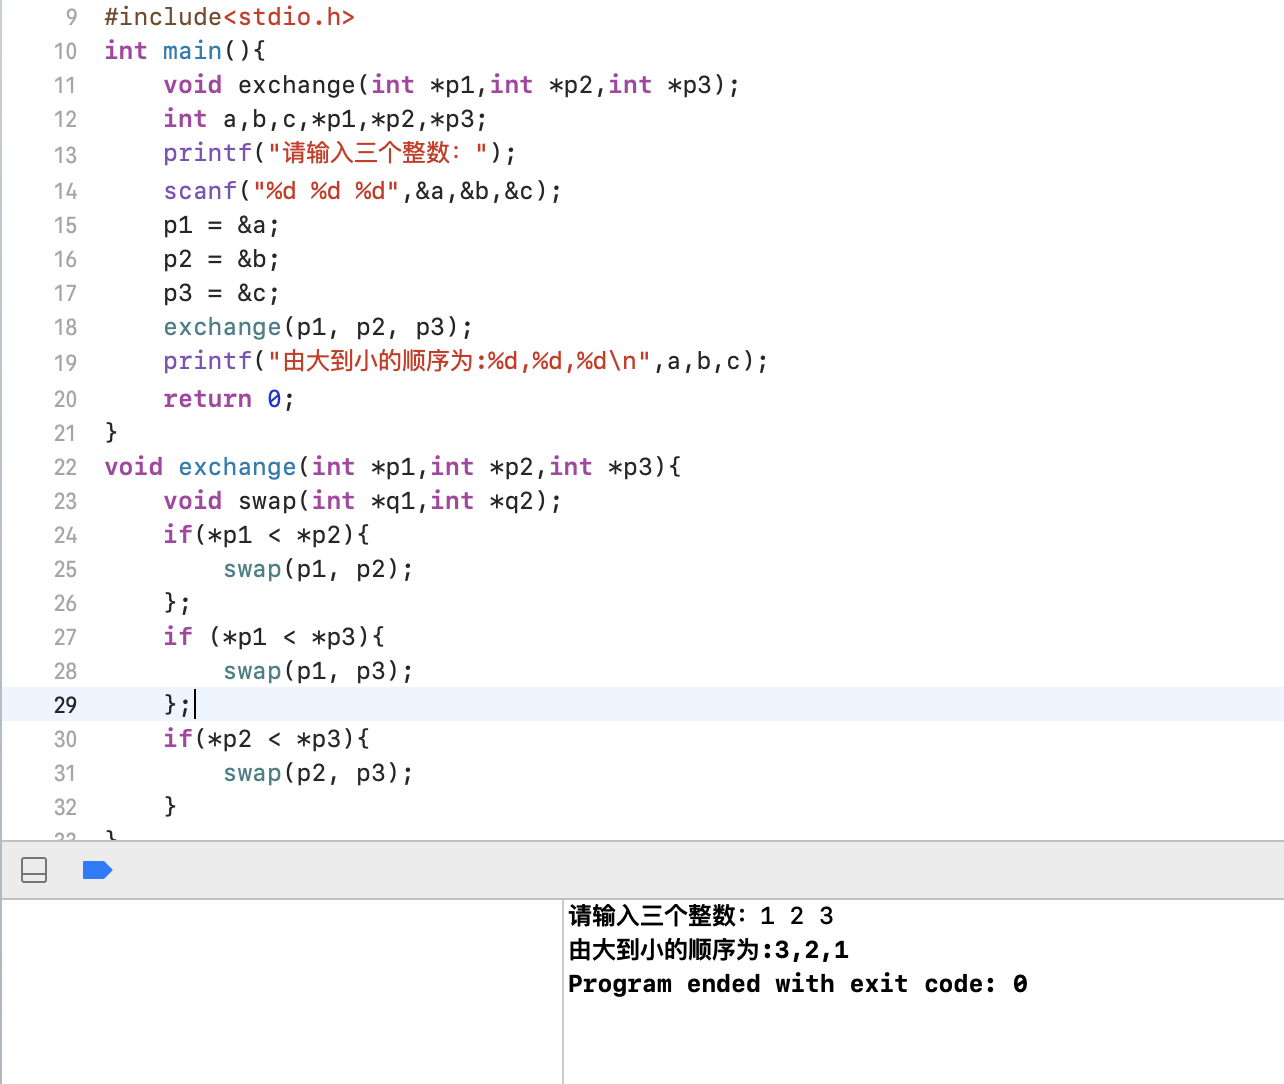 9 #include<stdio.h>
10 int main(){
11     void exchange(int *p1,int *p2,int *p3);
12     int a,b,c,*p1,*p2,*p3;
13     printf("请输入三个整数：");
14     scanf("%d %d %d",&a,&b,&c);
15     p1 = &a;
16     p2 = &b;
17     p3 = &c;
18     exchange(p1, p2, p3);
19     printf("由大到小的顺序为:%d,%d,%d\n",a,b,c);
20     return 0;
21 }
22 void exchange(int *p1,int *p2,int *p3){
23     void swap(int *q1,int *q2);
24     if(*p1 < *p2){
25         swap(p1, p2);
26     };
27     if (*p1 < *p3){
28         swap(p1, p3);
29     };
30     if(*p2 < *p3){
31         swap(p2, p3);
32     }
33 }
请输入三个整数：1 2 3
由大到小的顺序为:3,2,1
Program ended with exit code: 0